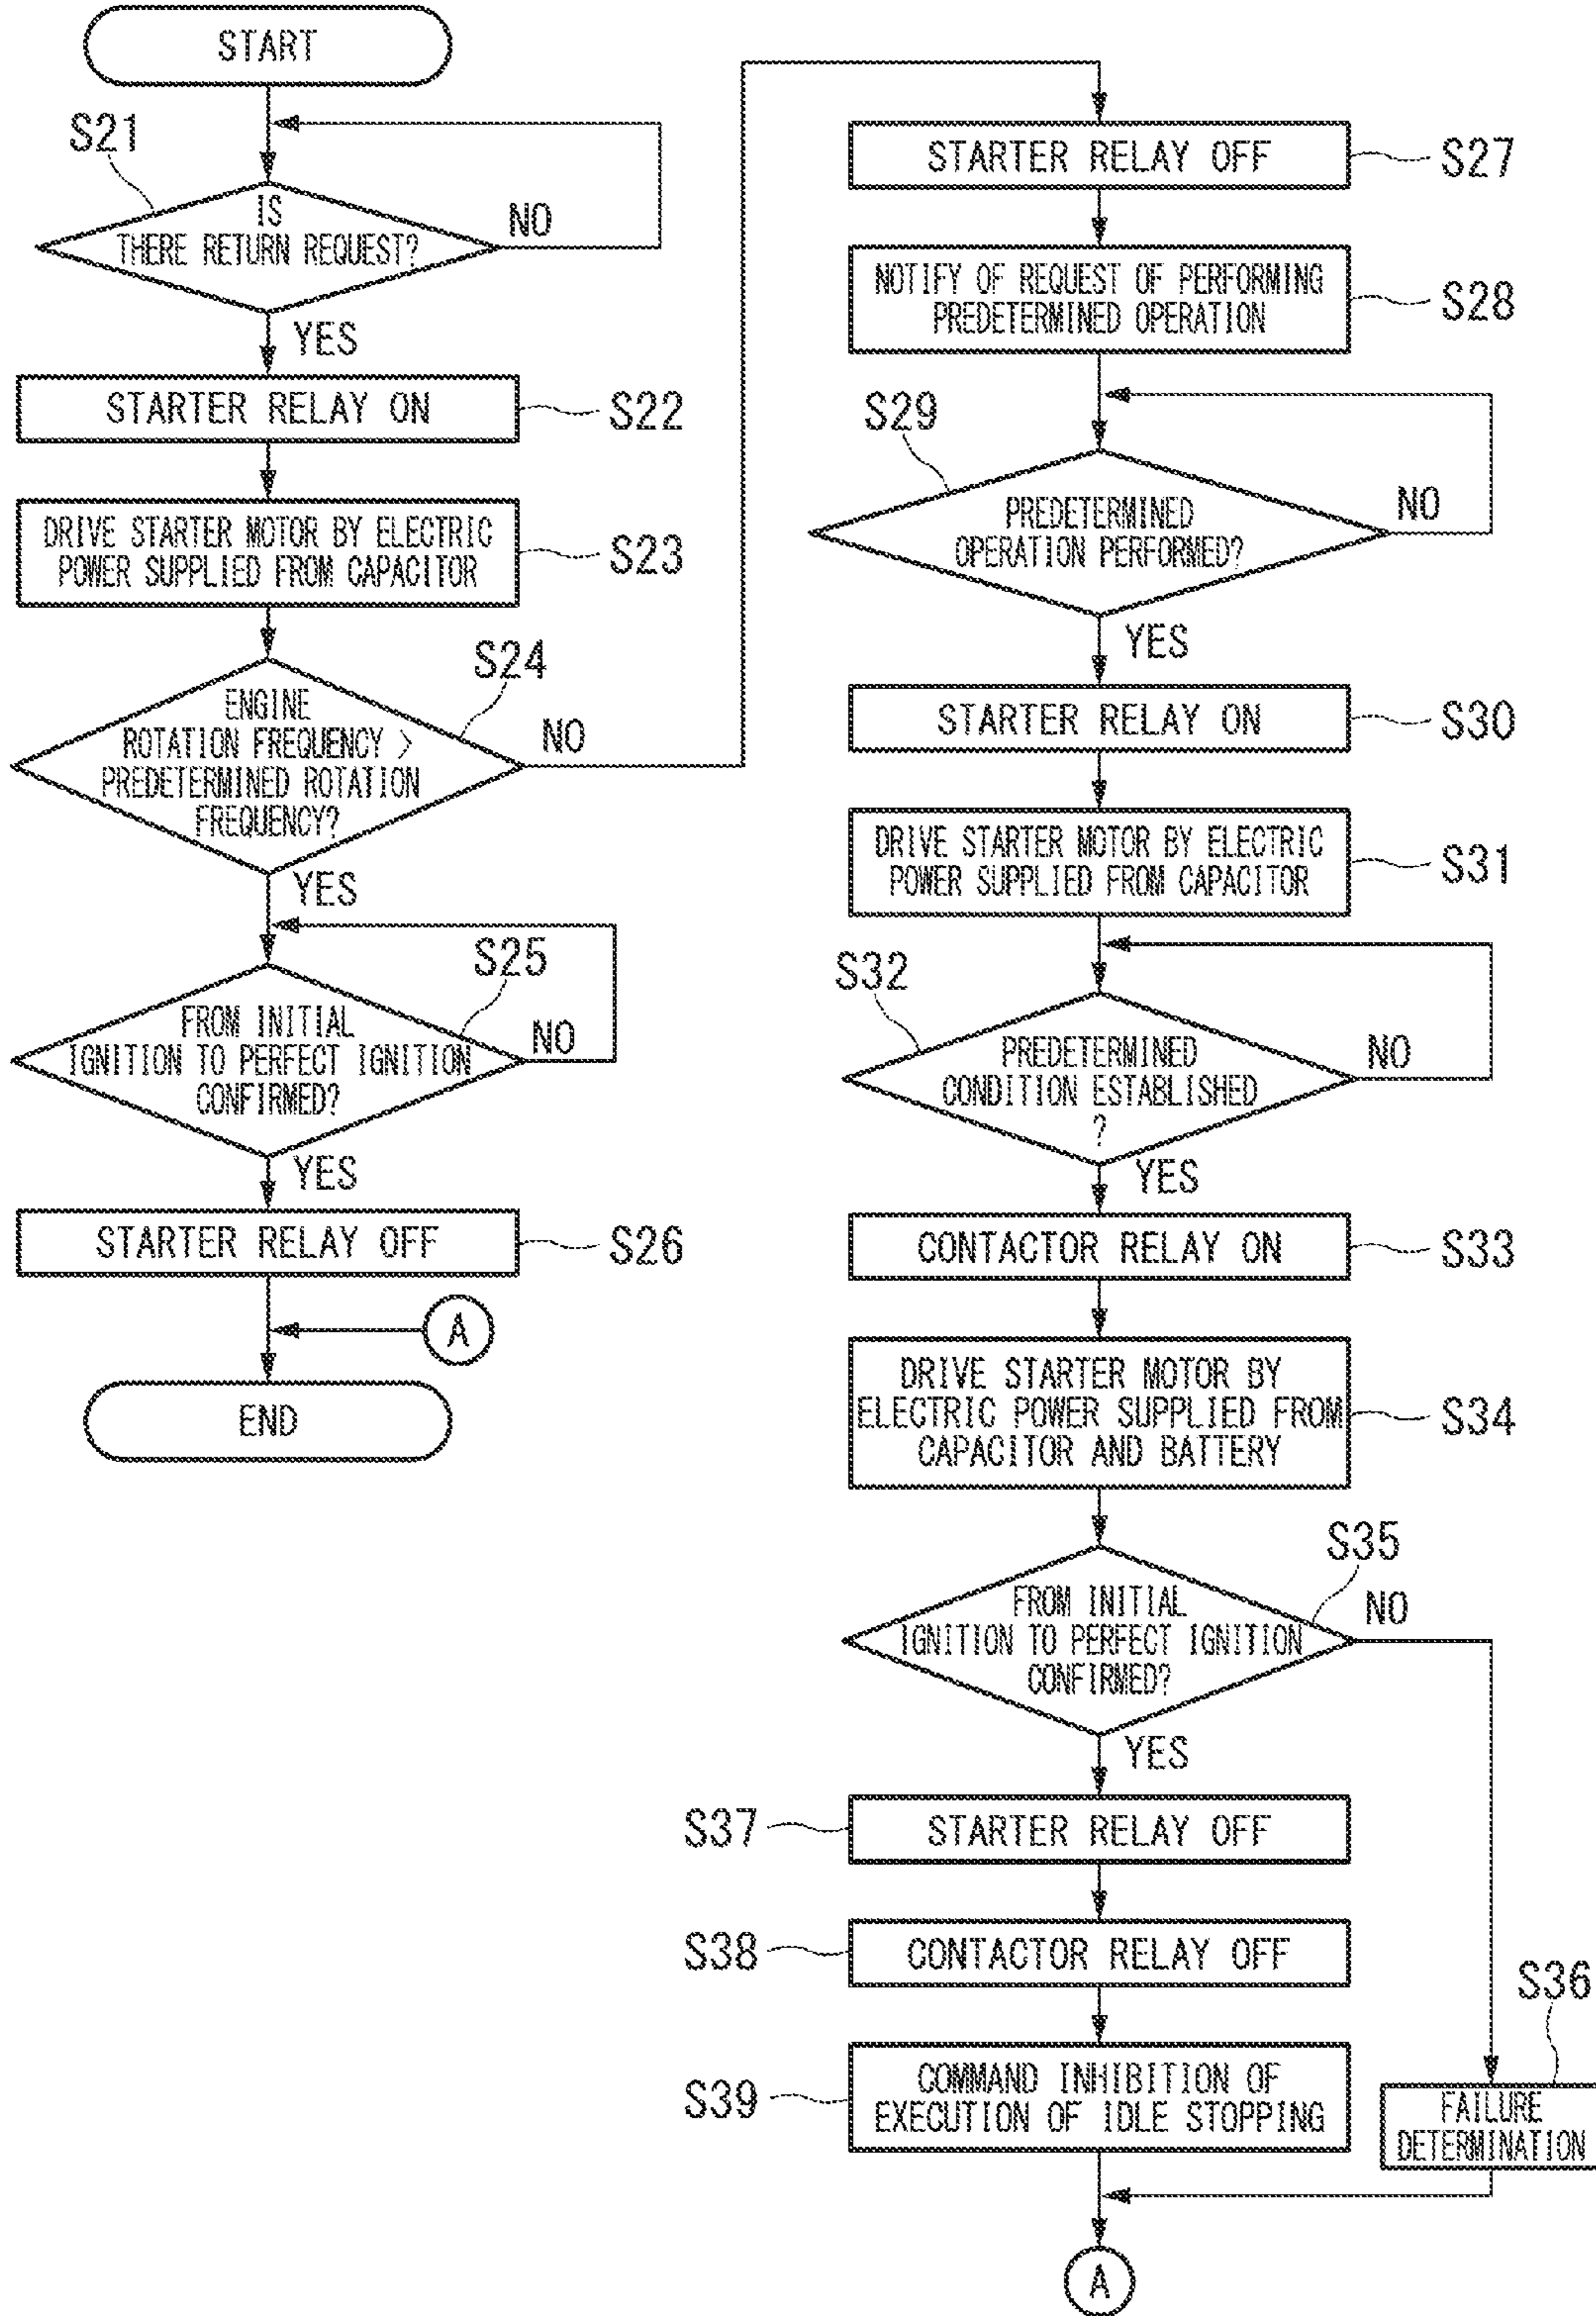 START
S21
IS
THERE RETURN REQUEST?
NO
YES
STARTER RELAY ON
S22
DRIVE STARTER MOTOR BY ELECTRIC
POWER SUPPLIED FROM CAPACITOR
S23
S24
ENGINE
ROTATION FREQUENCY >
PREDETERMINED ROTATION
FREQUENCY?
NO
YES
S25
FROM INITIAL
IGNITION TO PERFECT IGNITION
CONFIRMED?
NO
YES
STARTER RELAY OFF
S26
A
END
STARTER RELAY OFF
S27
NOTIFY OF REQUEST OF PERFORMING
PREDETERMINED OPERATION
S28
S29
PREDETERMINED
OPERATION PERFORMED?
NO
YES
STARTER RELAY ON
S30
DRIVE STARTER MOTOR BY ELECTRIC
POWER SUPPLIED FROM CAPACITOR
S31
S32
PREDETERMINED
CONDITION ESTABLISHED
?
NO
YES
CONTACTOR RELAY ON
S33
DRIVE STARTER MOTOR BY
ELECTRIC POWER SUPPLIED FROM
CAPACITOR AND BATTERY
S34
S35
FROM INITIAL
IGNITION TO PERFECT IGNITION
CONFIRMED?
NO
YES
S37
STARTER RELAY OFF
S38
CONTACTOR RELAY OFF
S36
S39
COMMAND INHIBITION OF
EXECUTION OF IDLE STOPPING
FAILURE
DETERMINATION
A